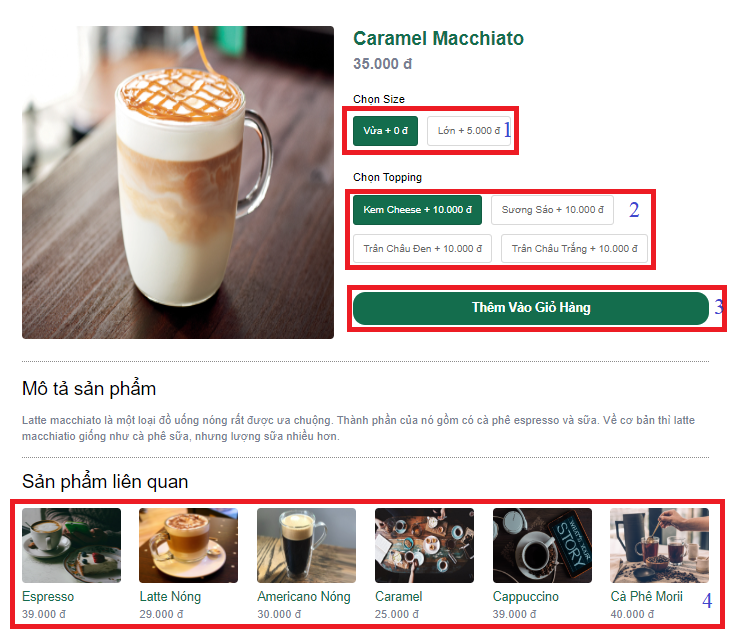 Caramel Macchiato
35.000 đ
Chọn Size
Vừa + 0 đ
Lớn + 5.000 đ
1
Chọn Topping
Kem Cheese + 10.000 đ
Sương Sáo + 10.000 đ
2
Trân Châu Đen + 10.000 đ
Trân Châu Trắng + 10.000 đ
Thêm Vào Giỏ Hàng
3
Mô tả sản phẩm
Latte macchiato là một loại đồ uống nóng rất được ưa chuộng. Thành phần của nó gồm có cà phê espresso và sữa. Về cơ bản thì latte
macchiatio giống như cà phê sữa, nhưng lượng sữa nhiều hơn.
Sản phẩm liên quan
WHAT'S YOUR
STORY
Espresso
39.000 đ
Latte Nóng
29.000 đ
Americano Nóng
30.000 đ
Caramel
25.000 đ
Cappuccino
39.000 đ
Cà Phê Morii
40.000 đ
4